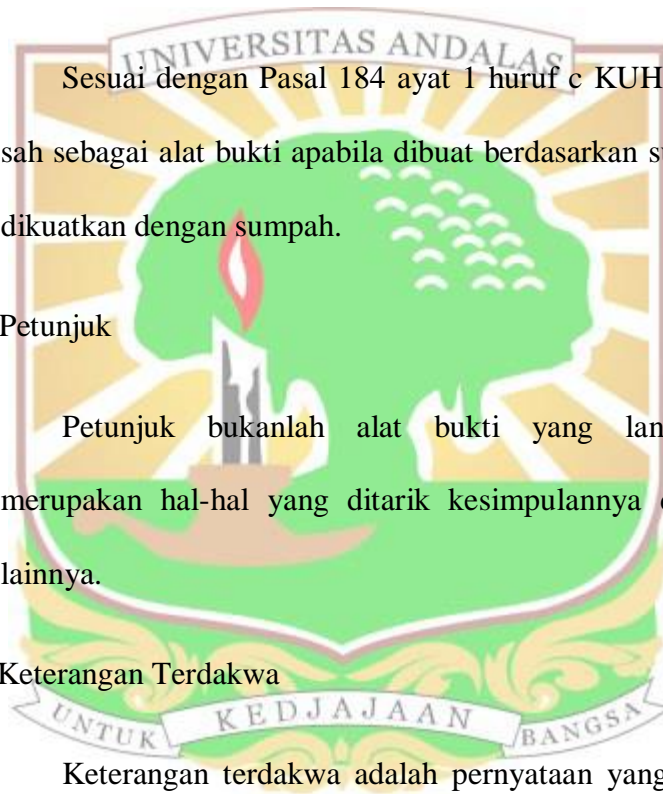 UNIVERSITAS ANDALAS
Sesuai dengan Pasal 184 ayat 1 huruf c KUH
sah sebagai alat bukti apabila dibuat berdasarkan
dikuatkan dengan sumpah.
Petunjuk
Petunjuk bukanlah alat bukti yang
merupakan hal-hal yang ditarik kesimpulannya
lainnya.
Keterangan Terdakwa
UNTUK KEDJAJAAN BANGSA
Keterangan terdakwa adalah pernyataan yang